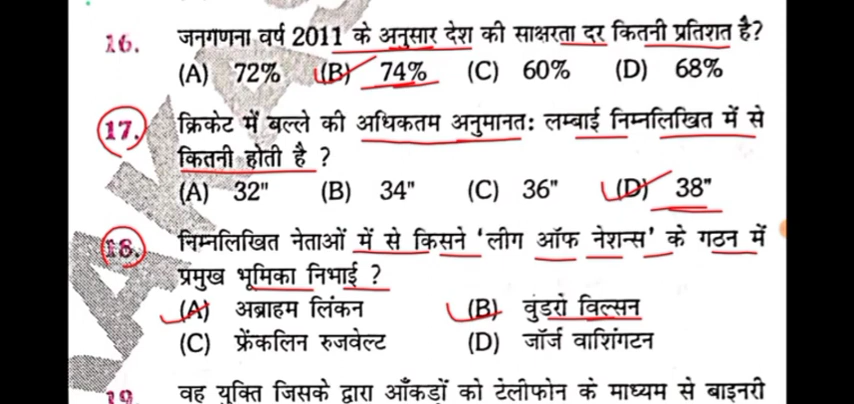 16. जनगणना वर्ष 2011 के अनुसार देश की साक्षरता दर कितनी प्रतिशत है?
(A) 72% (B) 74% (C) 60% (D) 68%
17. क्रिकेट में बल्ले की अधिकतम अनुमानत: लम्बाई निम्नलिखित में से
कितनी होती है ?
(A) 32" (B) 34" (C) 36" (D) 38"
18. निम्नलिखित नेताओं में से किसने 'लीग ऑफ नेशन्स' के गठन में
प्रमुख भूमिका निभाई ?
(A) अब्राहम लिंकन (B) वुडरो विल्सन
(C) फ्रेंकलिन रुजवेल्ट (D) जॉर्ज वाशिंगटन
19 वह युक्ति जिसके द्वारा आँकड़ों को टेलीफोन के माध्यम से बाइनरी